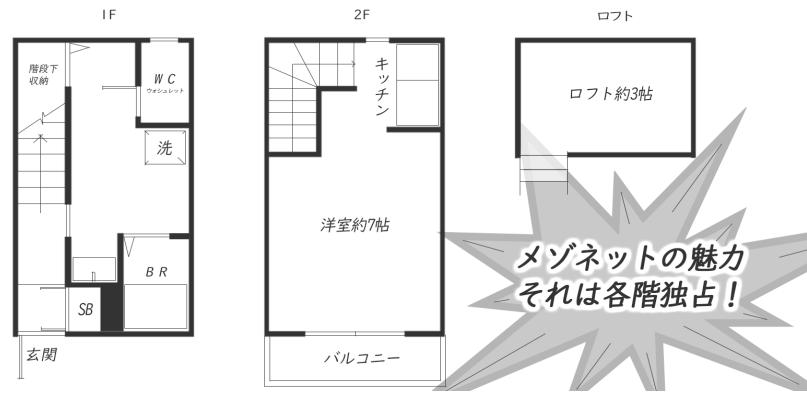 1F
階段下
収納
WC
ウォシュレット
洗
BR
SB
玄関
2F
キッチン
洋室約7帖
バルコニー
ロフト
ロフト約3帖
メゾネットの魅力
それは各階独占！